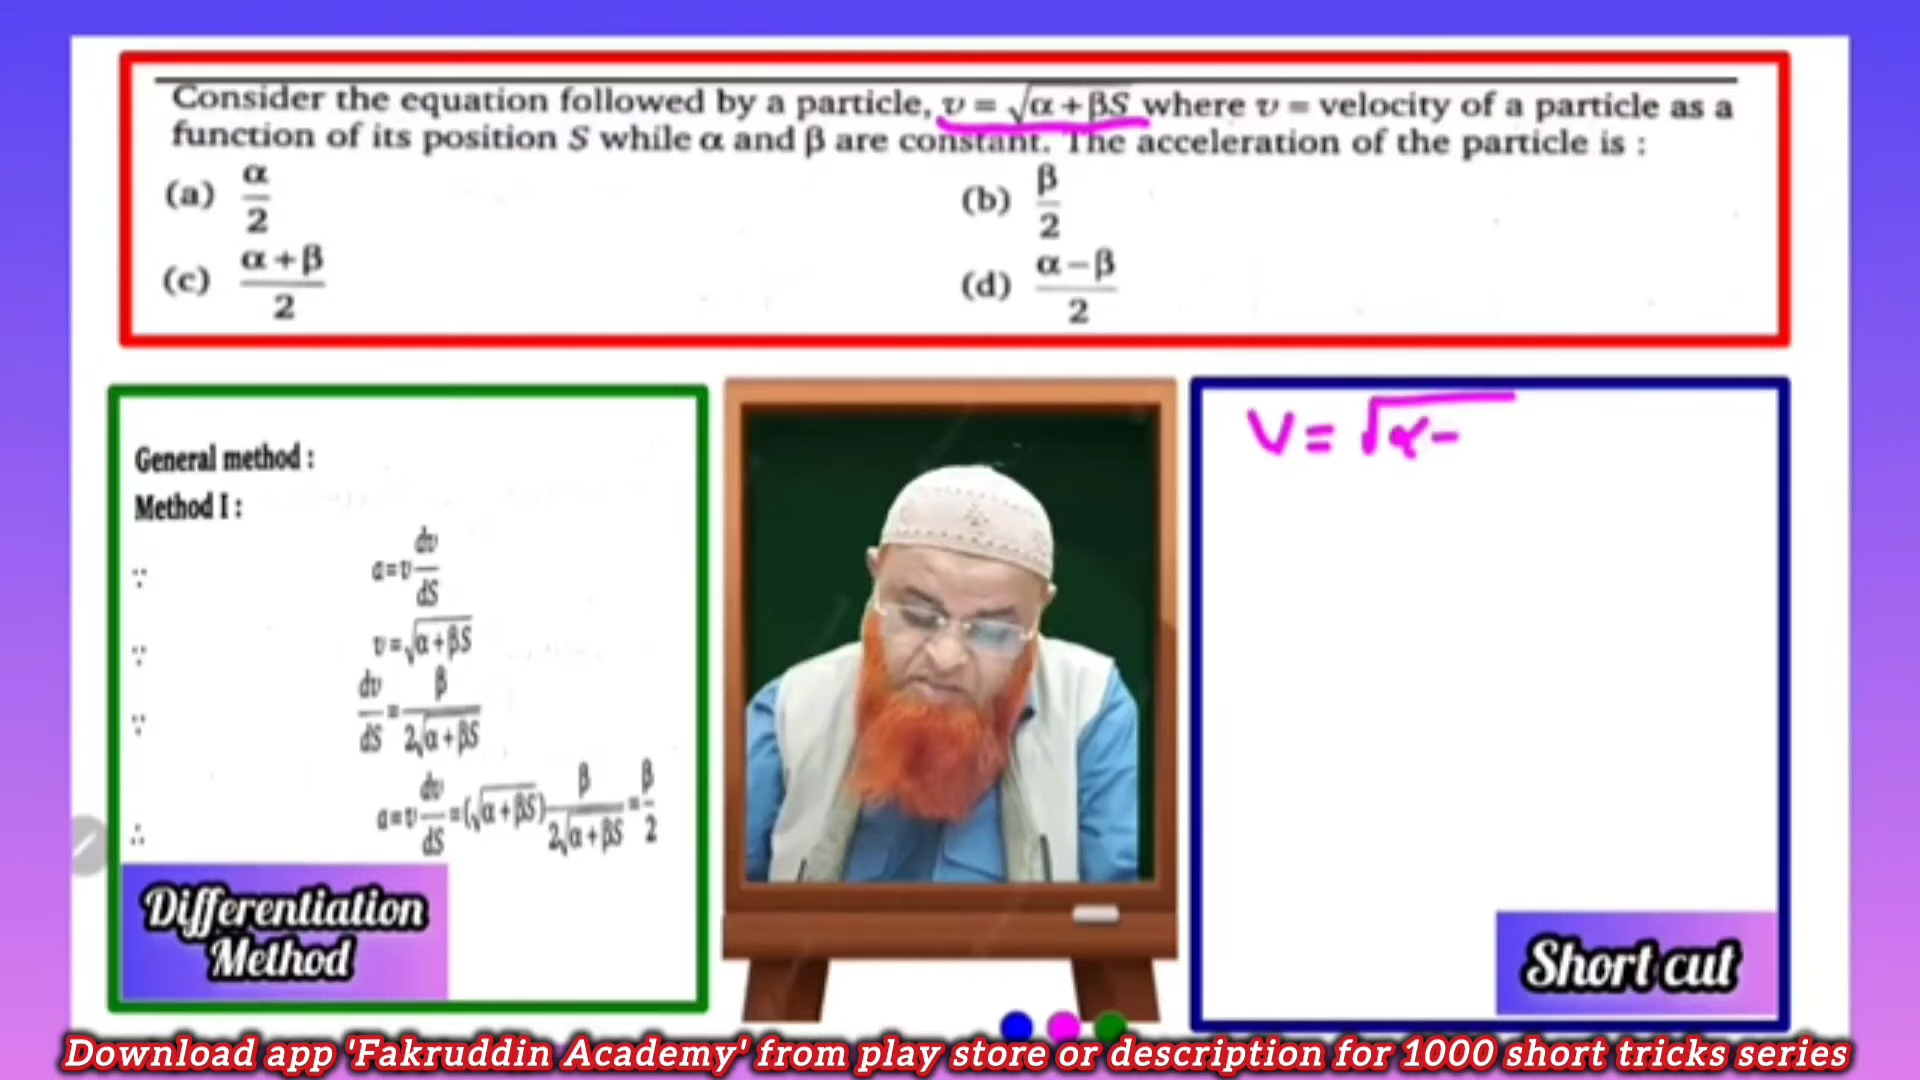 Consider the equation followed by a particle, v = √(α + βS) where v = velocity of a particle as a
function of its position S while α and β are constant. The acceleration of the particle is :
(a) α/2 (b) β/2
(c) (α + β)/2 (d) (α − β)/2
General method :
Method I :
∵ a = v dv/dS
∵ v = √(α + βS)
∵ dv/dS = β/(2√(α + βS))
∴ a = v dv/dS = (√(α + βS)) β/(2√(α + βS)) = β/2
Differentiation
Method
V = √α −
Short cut
Download app 'Fakruddin Academy' from play store or description for 1000 short tricks series